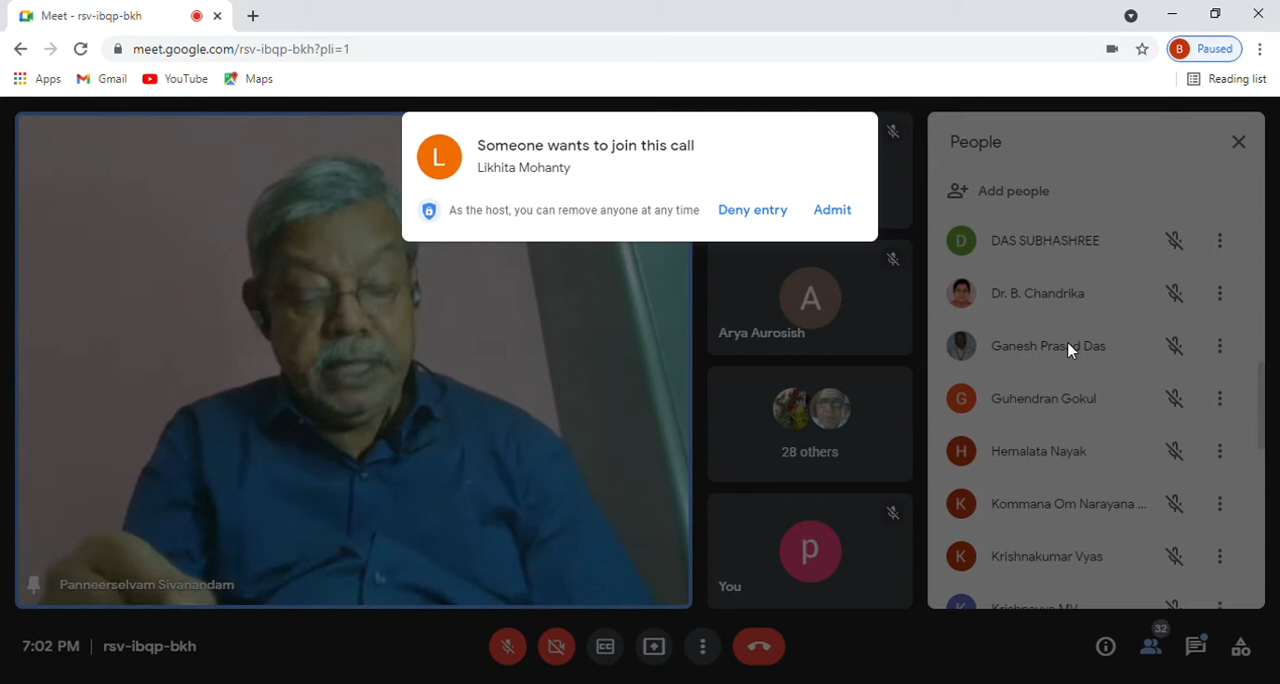 Meet - rsv-ibqp-bkh
meet.google.com/rsv-ibqp-bkh?pli=1
B Paused
Apps Gmail YouTube Maps
Reading list
L
Someone wants to join this call
Likhita Mohanty
As the host, you can remove anyone at any time Deny entry Admit
Panneerselvam Sivanandam
A
Arya Aurosish
28 others
p
You
People
Add people
D DAS SUBHASHREE
Dr. B. Chandrika
Ganesh Prasad Das
G Guhendran Gokul
H Hemalata Nayak
K Kommana Om Narayana ...
K Krishnakumar Vyas
7:02 PM | rsv-ibqp-bkh
CC
32